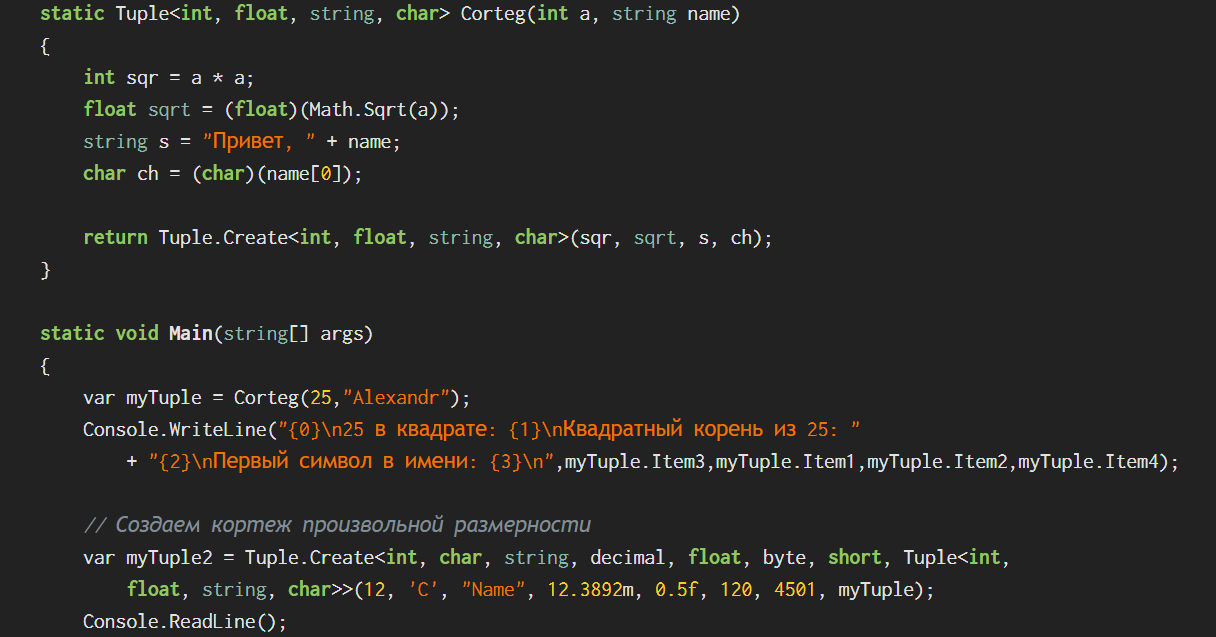 static Tuple<int, float, string, char> Corteg(int a, string name)
{
int sqr = a * a;
float sqrt = (float)(Math.Sqrt(a));
string s = "Привет, " + name;
char ch = (char)(name[0]);
return Tuple.Create<int, float, string, char>(sqr, sqrt, s, ch);
}
static void Main(string[] args)
{
var myTuple = Corteg(25,"Alexandr");
Console.WriteLine("{0}\n25 в квадрате: {1}\nКвадратный корень из 25: "
+ "{2}\nПервый символ в имени: {3}\n",myTuple.Item3,myTuple.Item1,myTuple.Item2,myTuple.Item4);
// Создаем кортеж произвольной размерности
var myTuple2 = Tuple.Create<int, char, string, decimal, float, byte, short, Tuple<int,
float, string, char>>(12, 'C', "Name", 12.3892m, 0.5f, 120, 4501, myTuple);
Console.ReadLine();